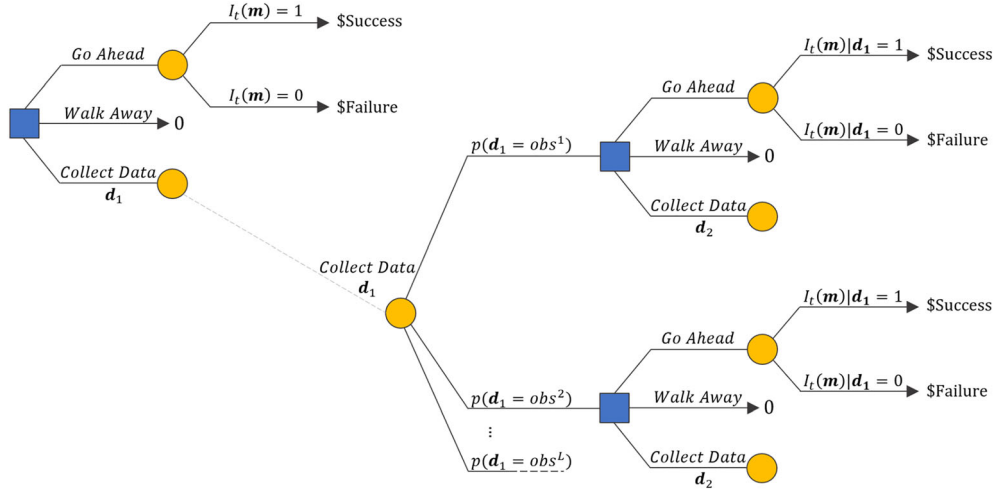 I_t(m) = 1
$Success
Go Ahead
I_t(m) = 0
$Failure
Walk Away
0
Collect Data
d_1
Collect Data
d_1
p(d_1 = obs^1)
I_t(m)|d_1 = 1
$Success
Go Ahead
I_t(m)|d_1 = 0
$Failure
Walk Away
0
Collect Data
d_2
p(d_1 = obs^2)
⋮
p(d_1 = obs^L)
I_t(m)|d_1 = 1
$Success
Go Ahead
I_t(m)|d_1 = 0
$Failure
Walk Away
0
Collect Data
d_2